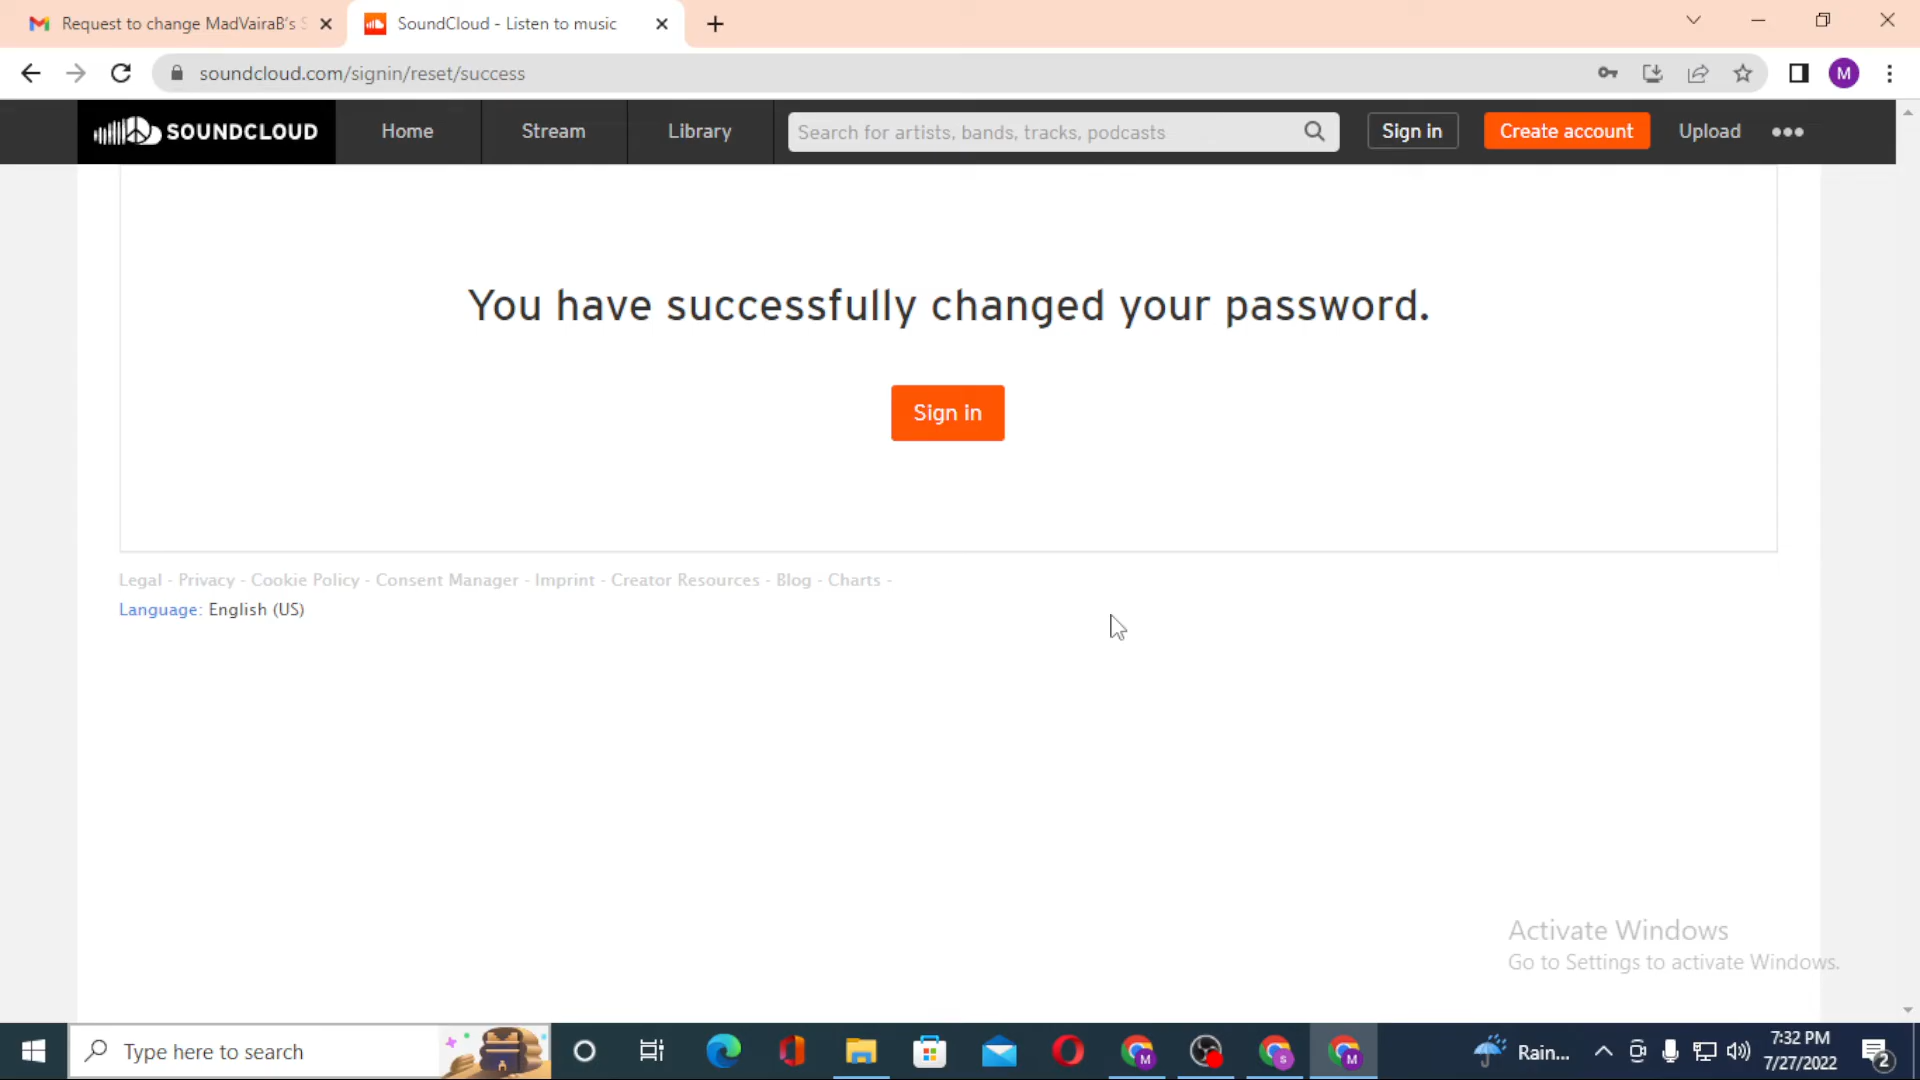 Request to change MadVairaB's S
SoundCloud - Listen to music
soundcloud.com/signin/reset/success
M
SOUNDCLOUD
Home
Stream
Library
Search for artists, bands, tracks, podcasts
Sign in
Create account
Upload
You have successfully changed your password.
Sign in
Legal - Privacy - Cookie Policy - Consent Manager - Imprint - Creator Resources - Blog - Charts -
Language: English (US)
Activate Windows
Go to Settings to activate Windows.
Type here to search
M
S
M
Rain...
7:32 PM
7/27/2022
2